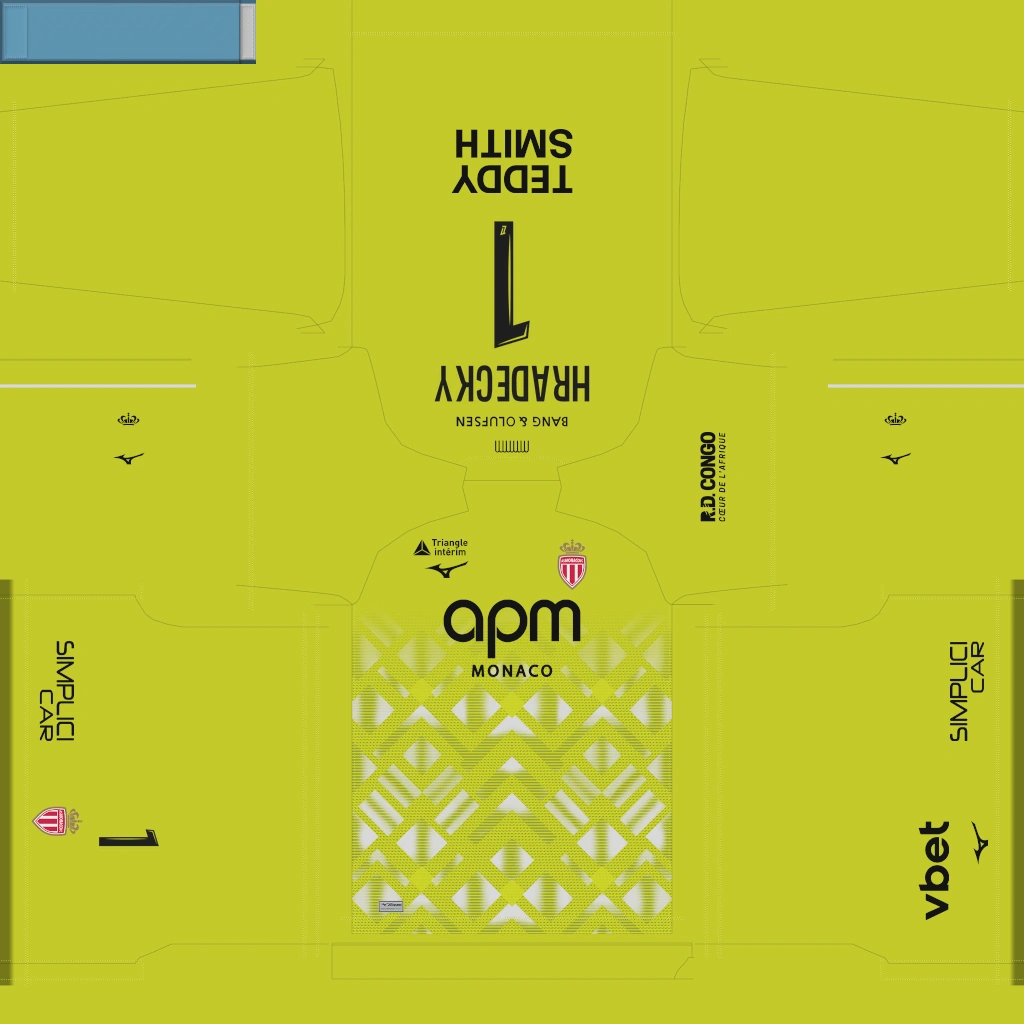 TEDDY
SMITH
1
HRADECKY
BANG & OLUFSEN
R.D. CONGO
CŒUR DE L'AFRIQUE
Triangle
intérim
apm
MONACO
SIMPLICI
CAR
SIMPLICI
CAR
1
vbet